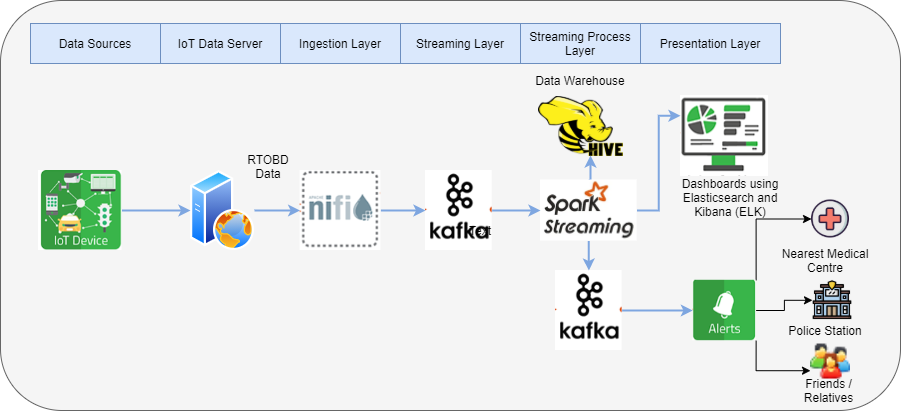 Data Sources
IoT Data Server
Ingestion Layer
Streaming Layer
Streaming Process
Layer
Presentation Layer
Data Warehouse
HIVE
RTOBD
Data
IoT Device
nifi
kafka
Text
Spark
Streaming
Dashboards using
Elasticsearch and
Kibana (ELK)
Nearest Medical
Centre
kafka
Alerts
Police Station
Friends /
Relatives